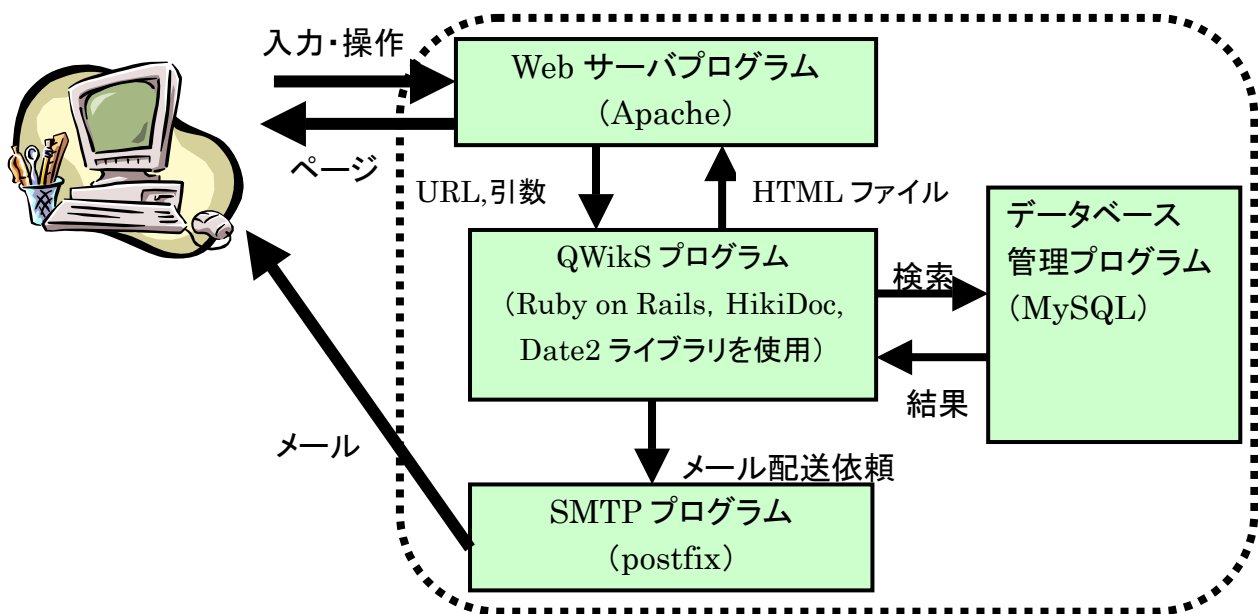 入力・操作
Web サーバプログラム
（Apache）
ページ
URL,引数
HTML ファイル
QWikS プログラム
（Ruby on Rails, HikiDoc,
Date2 ライブラリを使用）
検索
結果
データベース
管理プログラム
（MySQL）
メール
メール配送依頼
SMTP プログラム
（postfix）